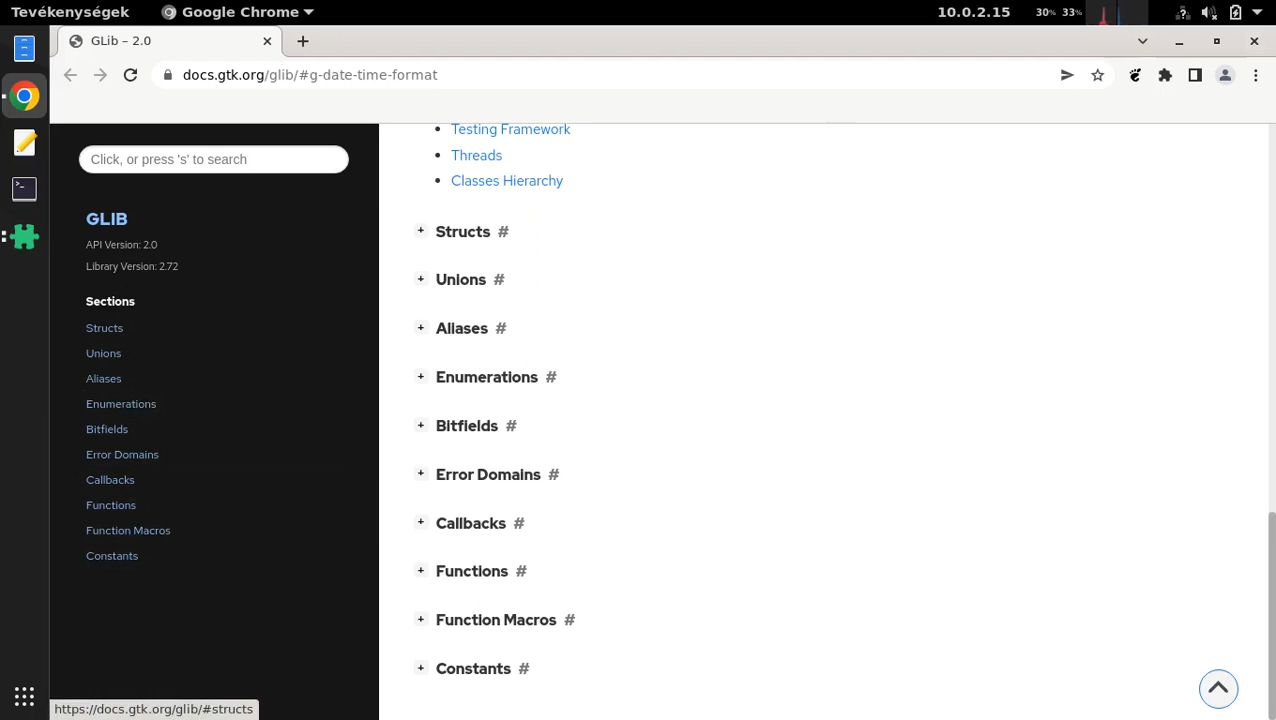 Tevékenységek
Google Chrome
10.0.2.15
30% 33%
GLib – 2.0
docs.gtk.org/glib/#g-date-time-format
Click, or press 's' to search
GLIB
API Version: 2.0
Library Version: 2.72
Sections
Structs
Unions
Aliases
Enumerations
Bitfields
Error Domains
Callbacks
Functions
Function Macros
Constants
Testing Framework
Threads
Classes Hierarchy
+ Structs #
+ Unions #
+ Aliases #
+ Enumerations #
+ Bitfields #
+ Error Domains #
+ Callbacks #
+ Functions #
+ Function Macros #
+ Constants #
https://docs.gtk.org/glib/#structs